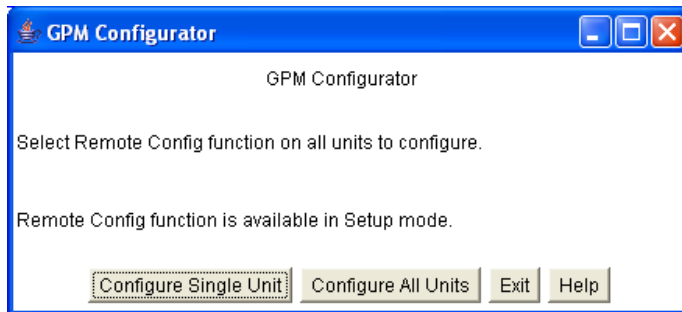 GPM Configurator
GPM Configurator
Select Remote Config function on all units to configure.
Remote Config function is available in Setup mode.
Configure Single Unit Configure All Units Exit Help